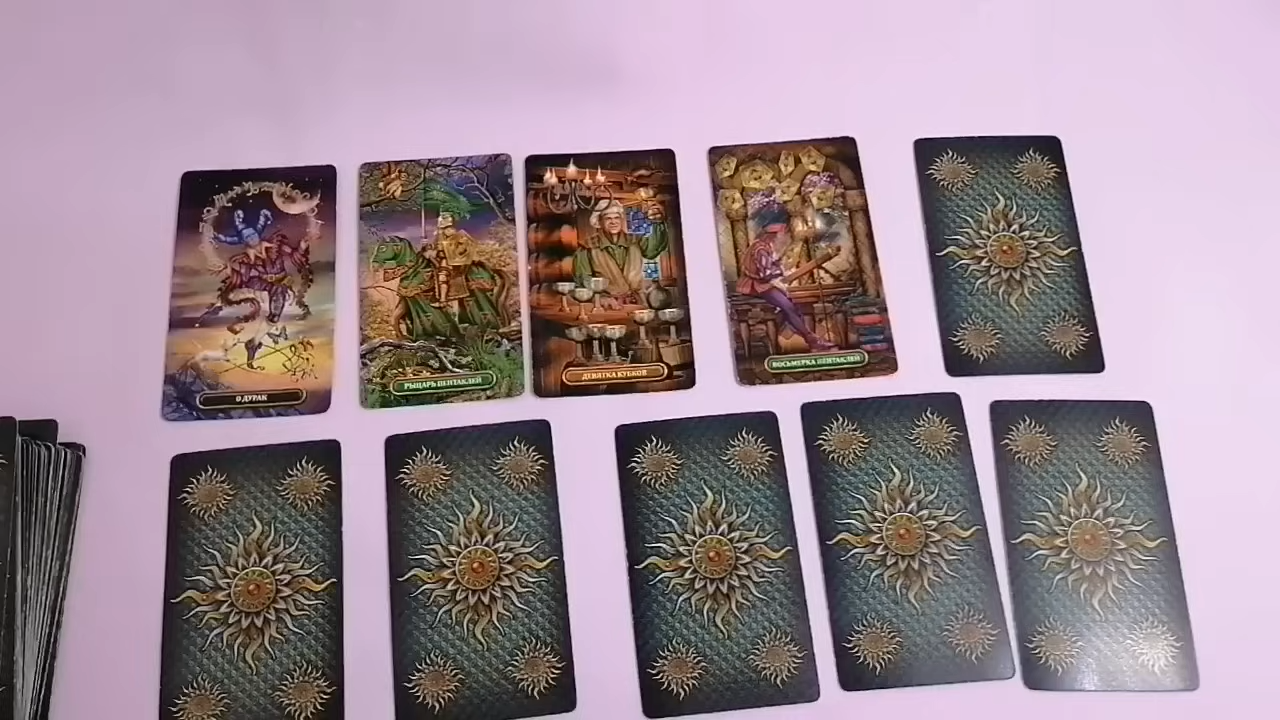 0 ДУРАК
РЫЦАРЬ ПЕНТАКЛЕЙ
ДЕВЯТКА КУБКОВ
ВОСЬМЕРКА ПЕНТАКЛЕЙ